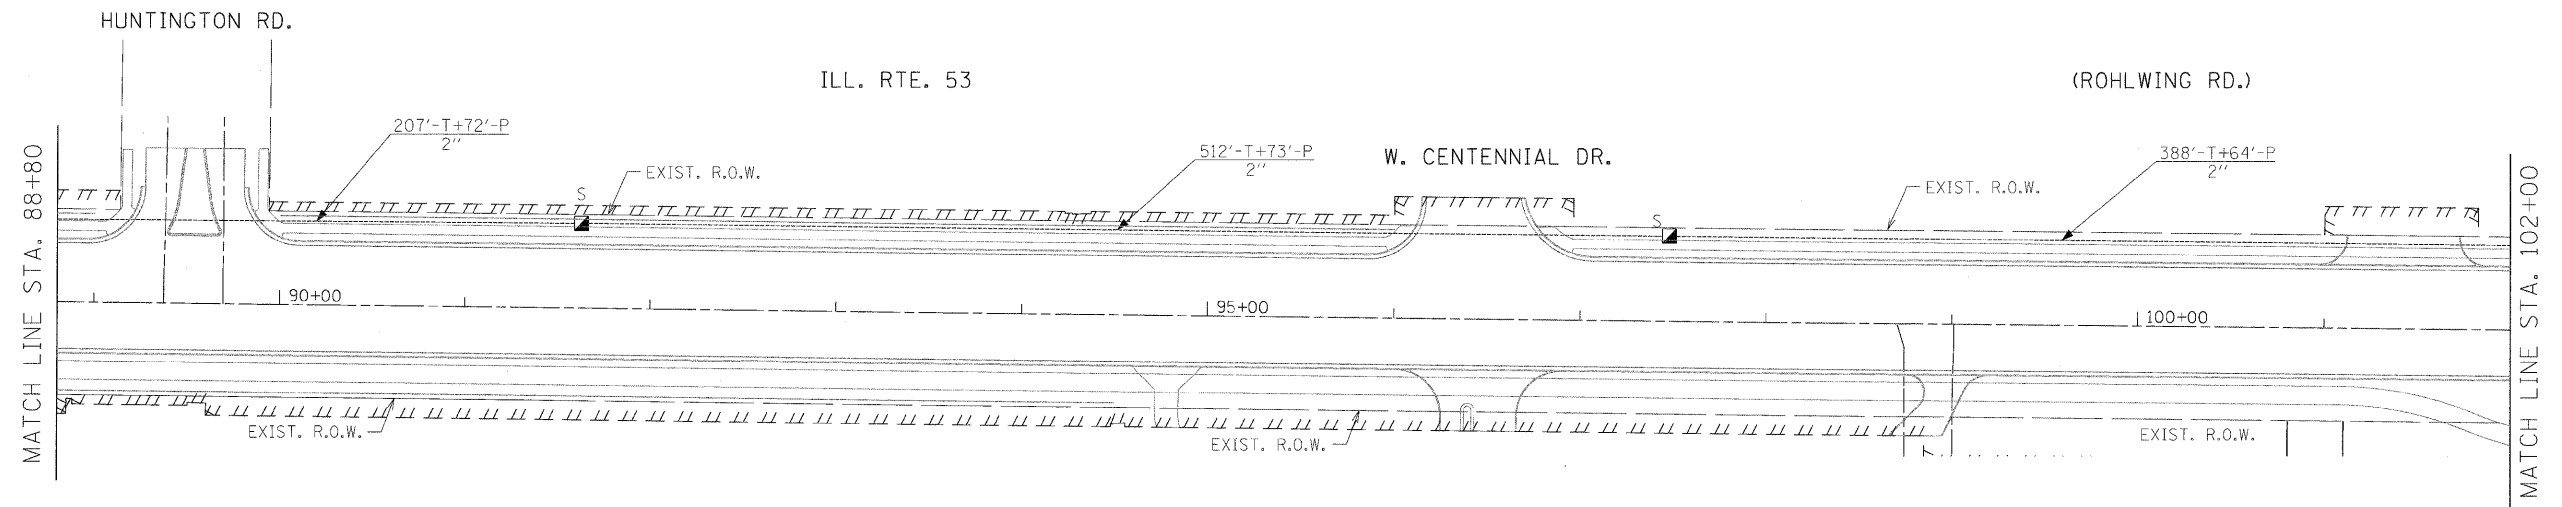 HUNTINGTON RD.
ILL. RTE. 53
(ROHLWING RD.)
207'-T+72'-P
2"
512'-T+73'-P
2"
W. CENTENNIAL DR.
388'-T+64'-P
2"
MATCH LINE STA. 88+80
S
EXIST. R.O.W.
S
EXIST. R.O.W.
MATCH LINE STA. 102+00
90+00
95+00
100+00
EXIST. R.O.W.
EXIST. R.O.W.
EXIST. R.O.W.